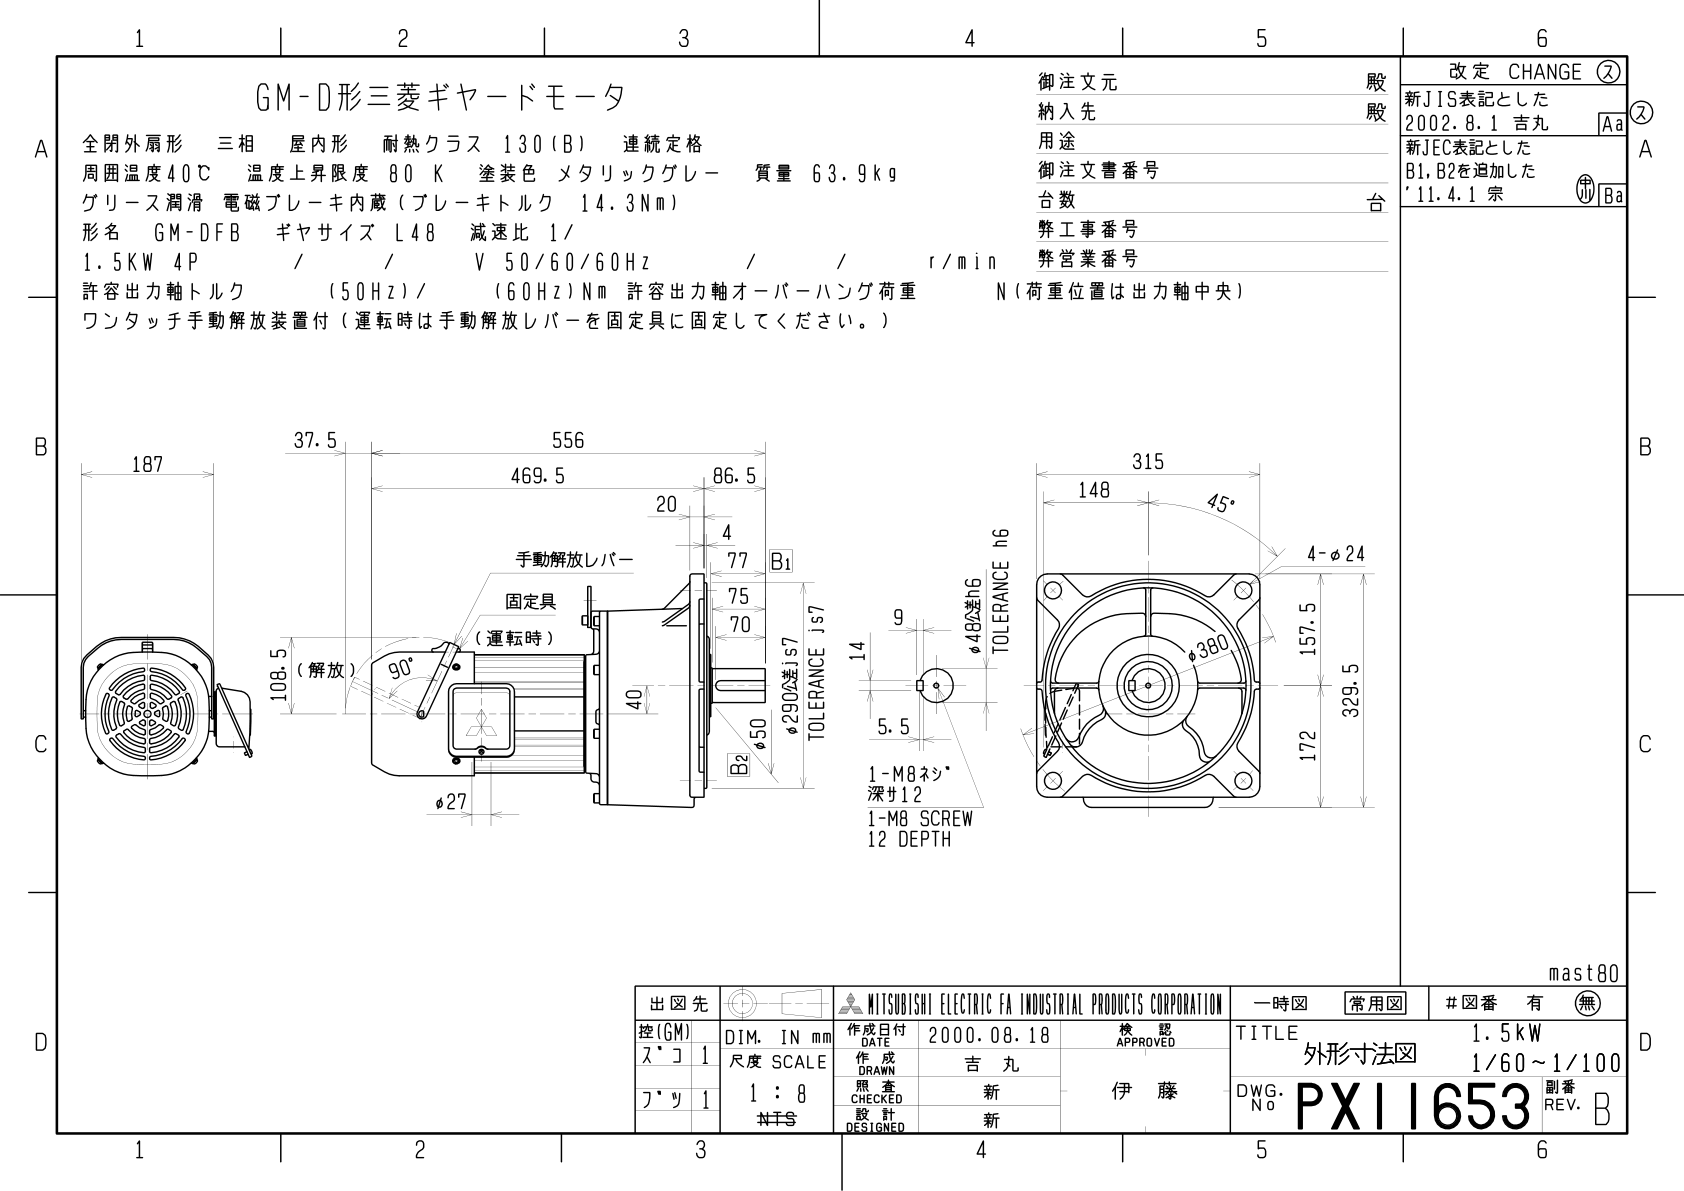 1 2 3 4 5 6
A
B
C
D
GM-D形三菱ギヤードモータ
全閉外扇形 三相 屋内形 耐熱クラス 130(B) 連続定格
周囲温度40℃ 温度上昇限度 80 K 塗装色 メタリックグレー 質量 63.9kg
グリース潤滑 電磁ブレーキ内蔵(ブレーキトルク 14.3Nm)
形名 GM-DFB ギヤサイズ L48 減速比 1/
1.5KW 4P / / V 50/60/60Hz / / r/min
許容出力軸トルク (50Hz)/ (60Hz)Nm 許容出力軸オーバーハング荷重 N(荷重位置は出力軸中央)
ワンタッチ手動解放装置付(運転時は手動解放レバーを固定具に固定してください。)
御注文元 殿
納入先 殿
用途
御注文書番号
台数 台
弊工事番号
弊営業番号
改定 CHANGE ス
新JIS表記とした
2002.8.1 吉丸 Aa
ス
新JEC表記とした
B1,B2を追加した
'11.4.1 宗 Ba
A
B
C
D
187
37.5
556
469.5
86.5
20
4
77
B1
75
70
手動解放レバー
固定具
(運転時)
(解放)
90°
108.5
40
φ27
φ50
B2
φ290公差js7
TOLERANCE js7
9
14
5.5
φ48公差h6
TOLERANCE h6
1-M8ネジ
深サ12
1-M8 SCREW
12 DEPTH
315
148
45°
4-φ24
φ380
157.5
172
329.5
mast80
出図先
控(GM)
スﾞコ 1
フﾞツ 1
DIM. IN mm
尺度 SCALE
1 : 8
NTS
MITSUBISHI ELECTRIC FA INDUSTRIAL PRODUCTS CORPORATION
作成日付
DATE
2000.08.18
作成
DRAWN
吉丸
照査
CHECKED
新
設計
DESIGNED
新
検認
APPROVED
伊藤
一時図 常用図 #図番 有 無
TITLE
外形寸法図
1.5kW
1/60~1/100
DWG.
No
PX11653
副番
REV.
B
1 2 3 4 5 6